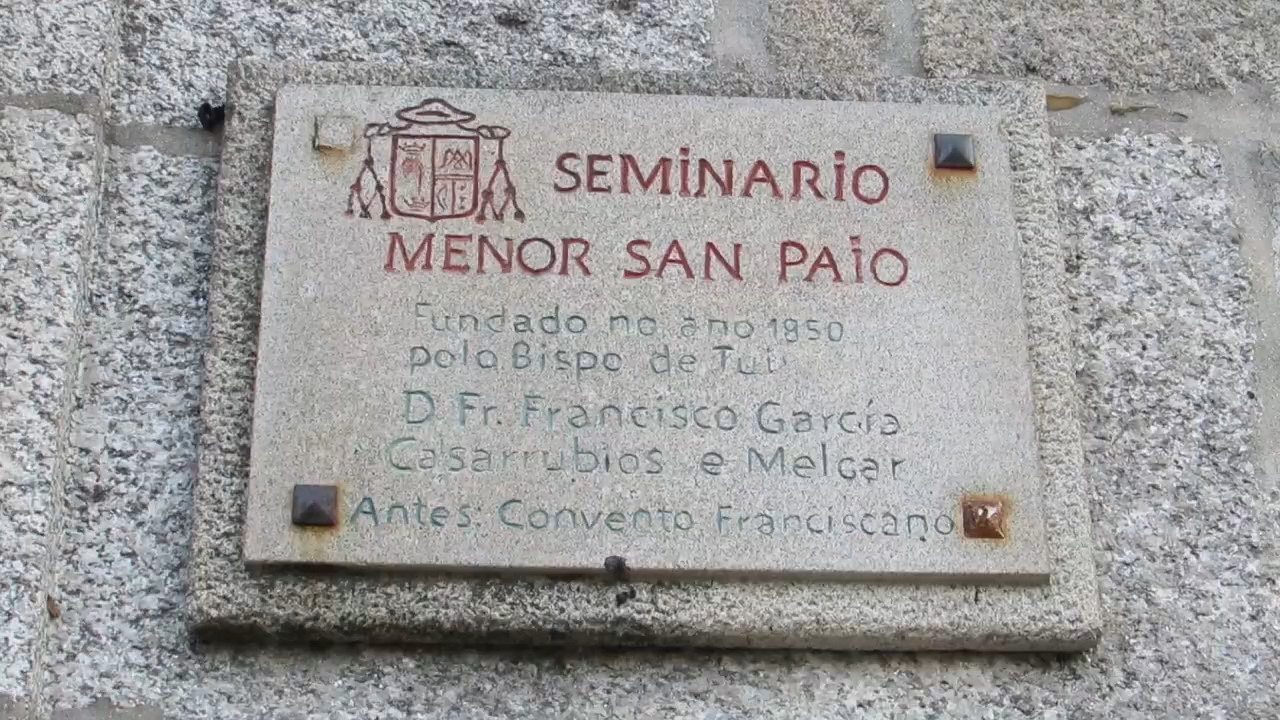 SEMINARIO
MENOR SAN PAIO
Fundado no ano 1850
polo Bispo de Tui
D. Fr. Francisco García
Casarrubios e Melgar
Antes: Convento Franciscano